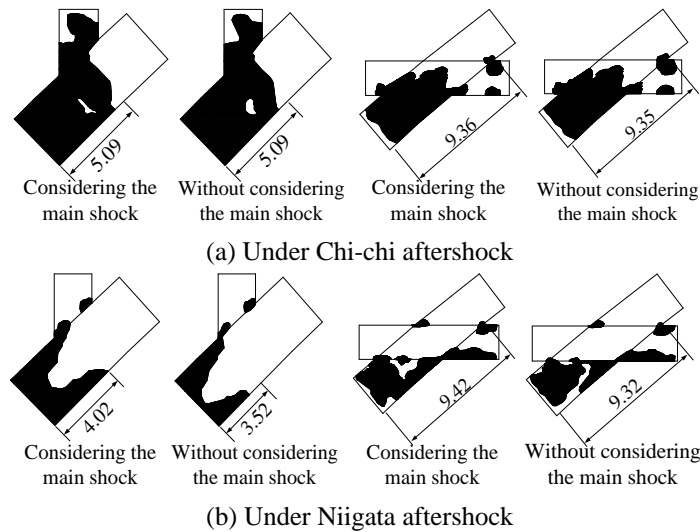 5.09
5.09
9.36
9.35
Considering the
main shock
Without considering
the main shock
Considering the
main shock
Without considering
the main shock
(a) Under Chi-chi aftershock
4.02
3.52
9.42
9.32
Considering the
main shock
Without considering
the main shock
Considering the
main shock
Without considering
the main shock
(b) Under Niigata aftershock